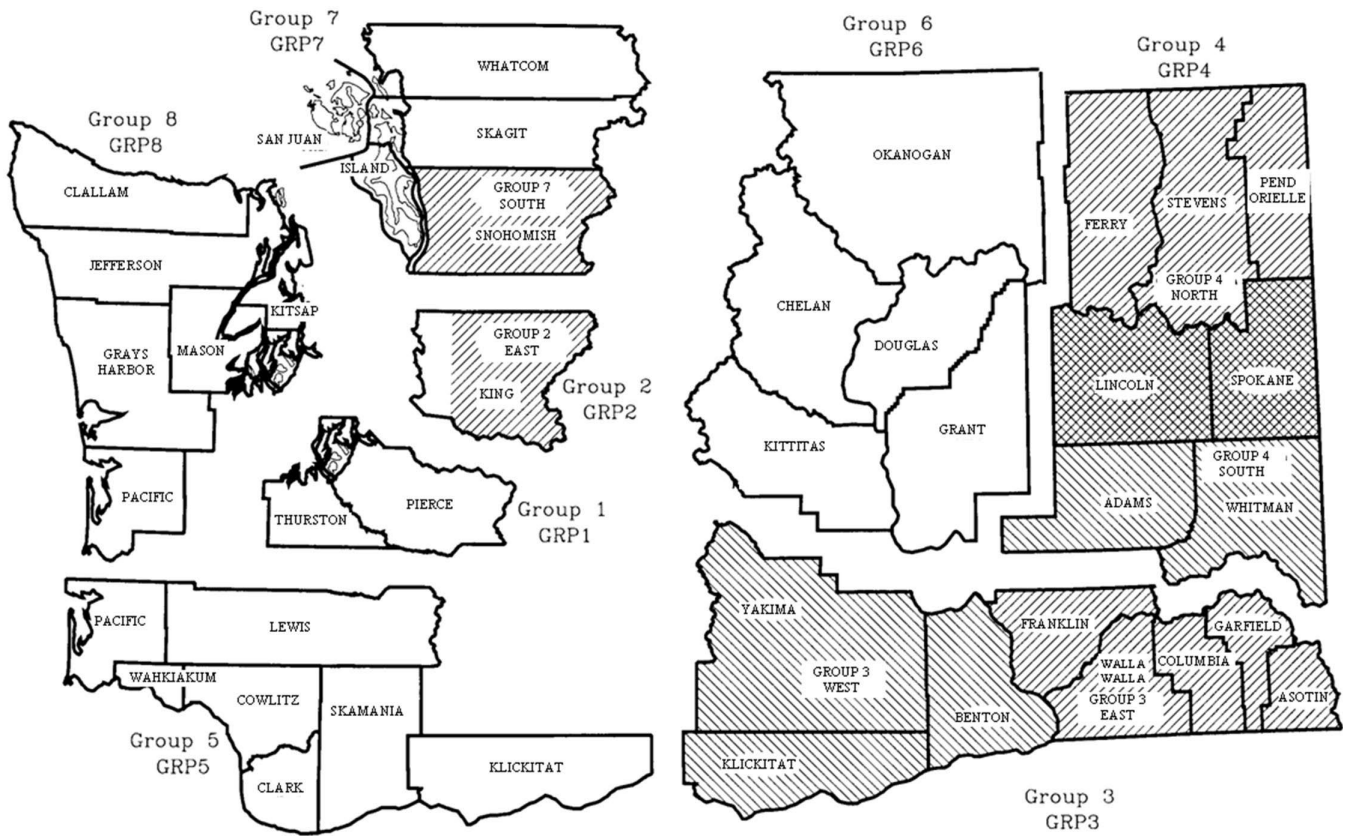 Group 7
GRP7
WHATCOM
SAN JUAN
SKAGIT
ISLAND
GROUP 7
SOUTH
SNOHOMISH
Group 8
GRP8
CLALLAM
JEFFERSON
KITSAP
MASON
GRAYS
HARBOR
PACIFIC
GROUP 2
EAST
KING
Group 2
GRP2
THURSTON
PIERCE
Group 1
GRP1
PACIFIC
LEWIS
WAHKIAKUM
COWLITZ
SKAMANIA
CLARK
KLICKITAT
Group 5
GRP5
Group 6
GRP6
OKANOGAN
CHELAN
DOUGLAS
KITTITAS
GRANT
Group 4
GRP4
FERRY
STEVENS
PEND
ORIELLE
GROUP 4
NORTH
LINCOLN
SPOKANE
GROUP 4
SOUTH
ADAMS
WHITMAN
YAKIMA
GROUP 3
WEST
KLICKITAT
BENTON
FRANKLIN
WALLA
WALLA
GROUP 3
EAST
COLUMBIA
GARFIELD
ASOTIN
Group 3
GRP3